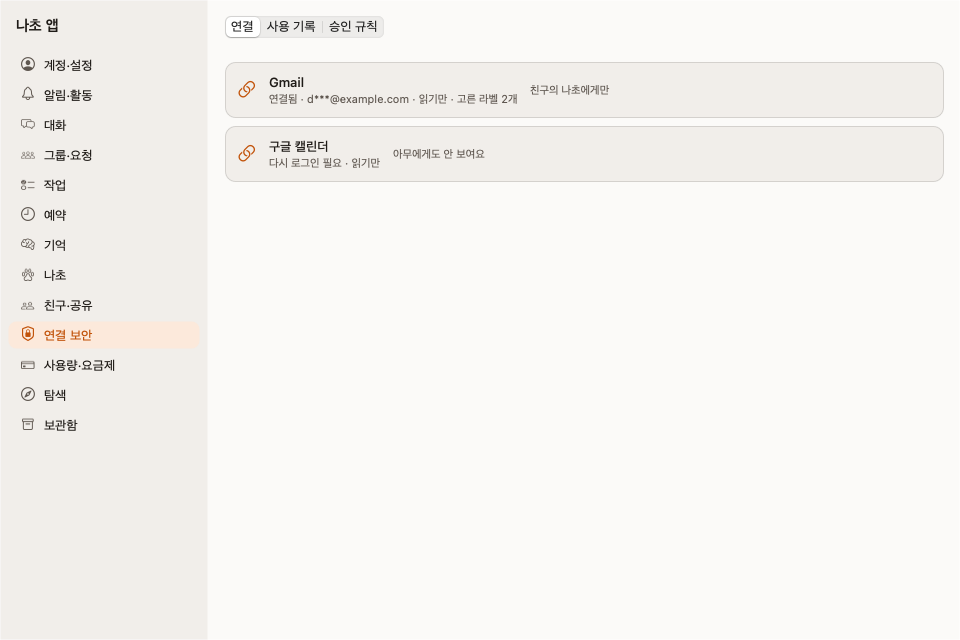 나초 앱
계정·설정
알림·활동
대화
그룹·요청
작업
예약
기억
나초
친구·공유
연결 보안
사용량·요금제
탐색
보관함
연결 사용 기록 승인 규칙
Gmail
연결됨 · d***@example.com · 읽기만 · 고른 라벨 2개
친구의 나초에게만
구글 캘린더
다시 로그인 필요 · 읽기만
아무에게도 안 보여요